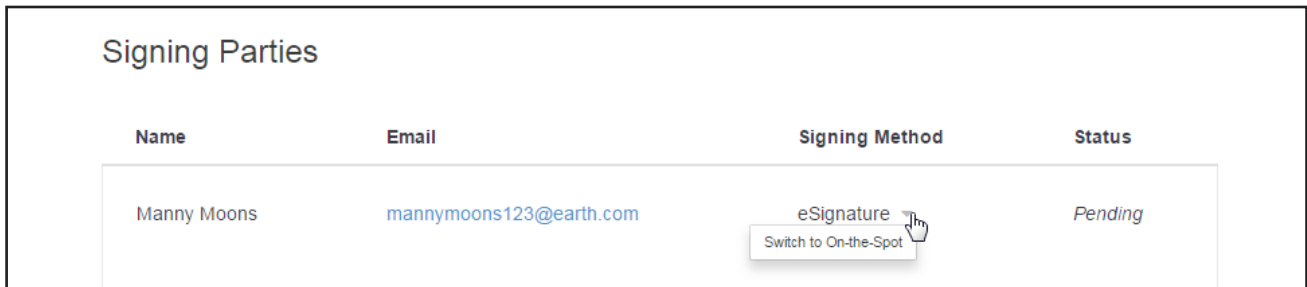 Signing Parties
Name Email Signing Method Status
Manny Moons mannymoons123@earth.com eSignature Pending
Switch to On-the-Spot